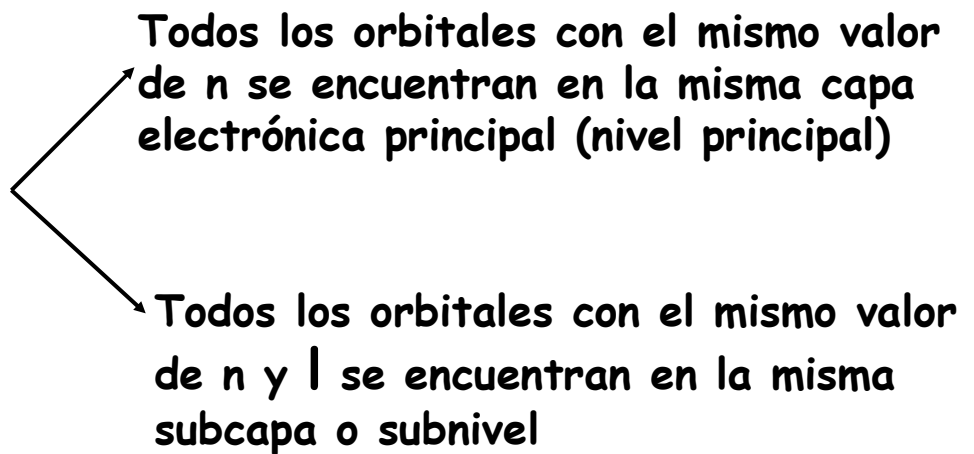 Todos los orbitales con el mismo valor
de n se encuentran en la misma capa
electrónica principal (nivel principal)
Todos los orbitales con el mismo valor
de n y l se encuentran en la misma
subcapa o subnivel